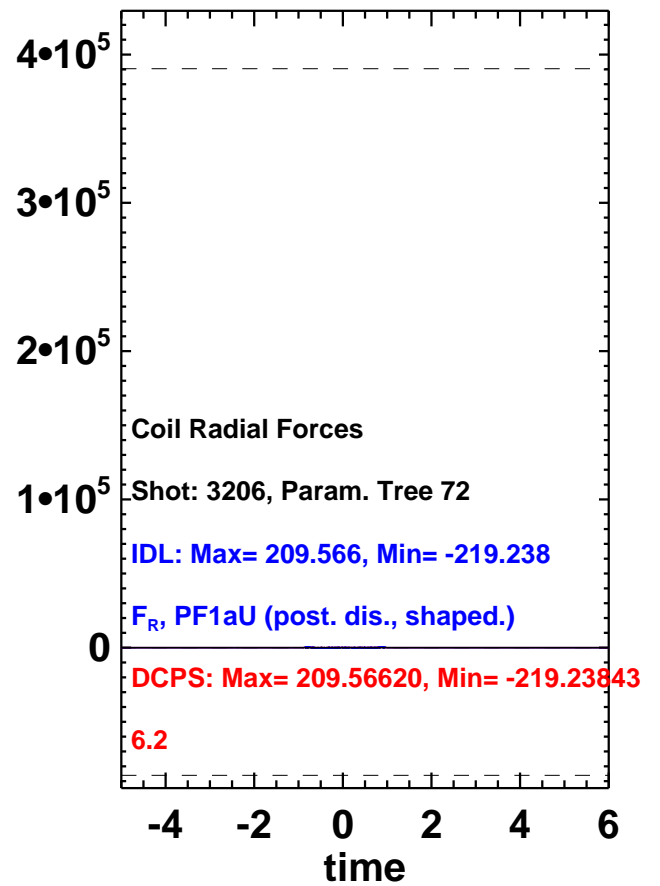 4•10⁵
3•10⁵
2•10⁵
Coil Radial Forces
1•10⁵
Shot: 3206, Param. Tree 72
IDL: Max= 209.566, Min= -219.238
F_R, PF1aU (post. dis., shaped.)
0
DCPS: Max= 209.56620, Min= -219.23843
6.2
-4 -2 0 2 4 6
time